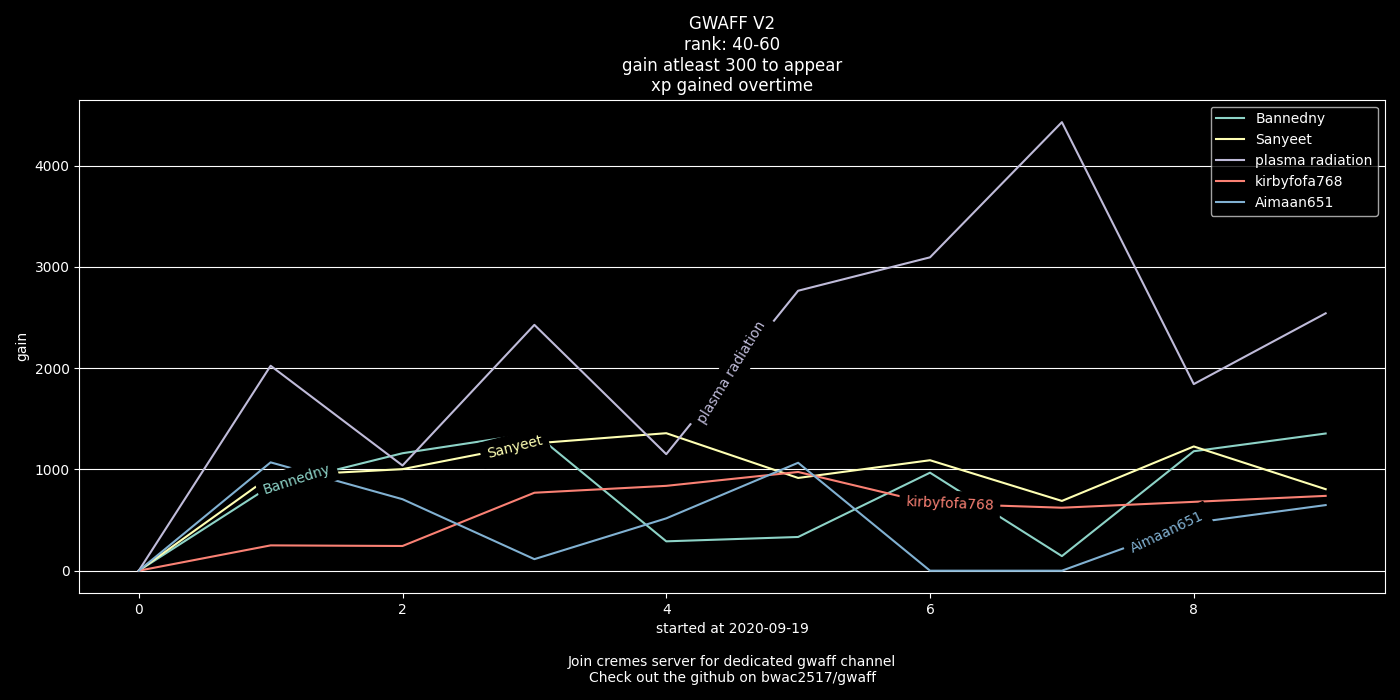 GWAFF V2
rank: 40-60
gain atleast 300 to appear
xp gained overtime
Bannedny
Sanyeet
plasma radiation
kirbyfofa768
Aimaan651
4000
3000
2000
1000
0
gain
Bannedny
Sanyeet
plasma radiation
kirbyfofa768
Aimaan651
0 2 4 6 8
started at 2020-09-19
Join cremes server for dedicated gwaff channel
Check out the github on bwac2517/gwaff